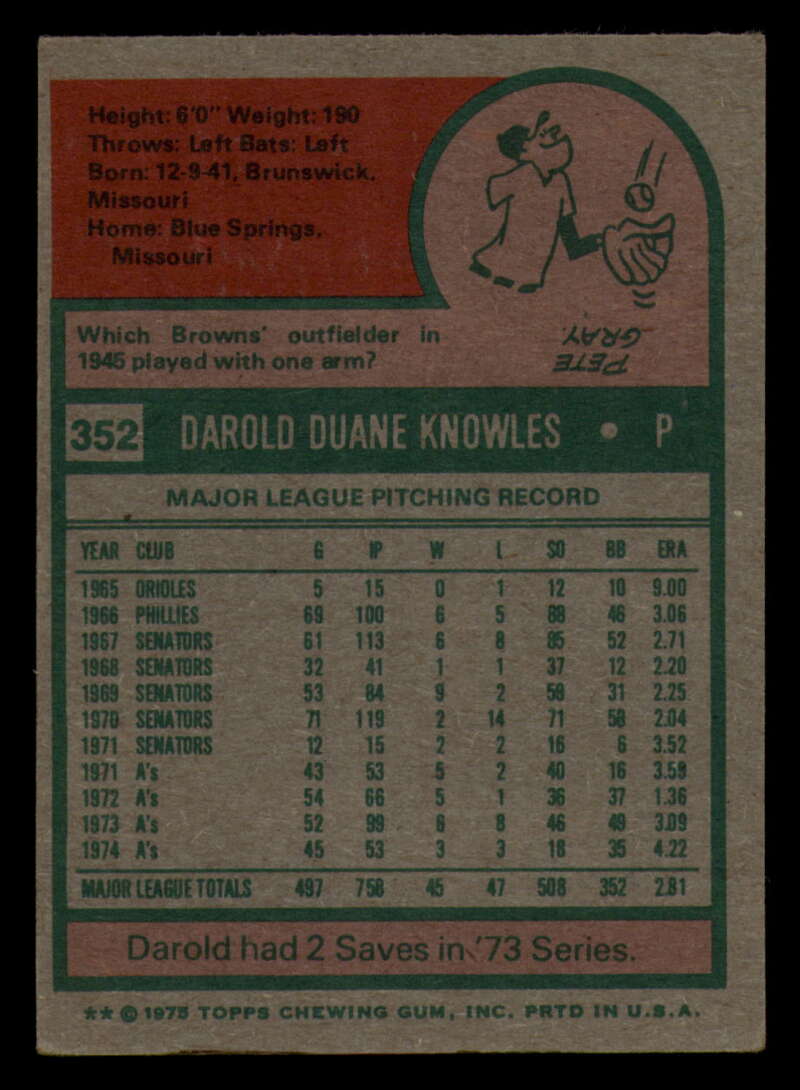 Height: 6'0" Weight: 190
Throws: Left Bats: Left
Born: 12-9-41, Brunswick,
Missouri
Home: Blue Springs,
Missouri
Which Browns' outfielder in
1945 played with one arm?
PETE
GRAY.
352 DAROLD DUANE KNOWLES • P
MAJOR LEAGUE PITCHING RECORD
YEAR CLUB G IP W L SO BB ERA
1965 ORIOLES 5 15 0 1 12 10 9.00
1966 PHILLIES 69 100 6 5 88 46 3.06
1967 SENATORS 61 113 6 8 85 52 2.71
1968 SENATORS 32 41 1 1 37 12 2.20
1969 SENATORS 53 84 9 2 59 31 2.25
1970 SENATORS 71 119 2 14 71 58 2.04
1971 SENATORS 12 15 2 2 16 6 3.52
1971 A's 43 53 5 2 40 16 3.59
1972 A's 54 66 5 1 36 37 1.36
1973 A's 52 99 6 8 46 49 3.09
1974 A's 45 53 3 3 18 35 4.22
MAJOR LEAGUE TOTALS 497 758 45 47 508 352 2.81
Darold had 2 Saves in '73 Series.
** © 1975 TOPPS CHEWING GUM, INC. PRTD IN U.S.A.